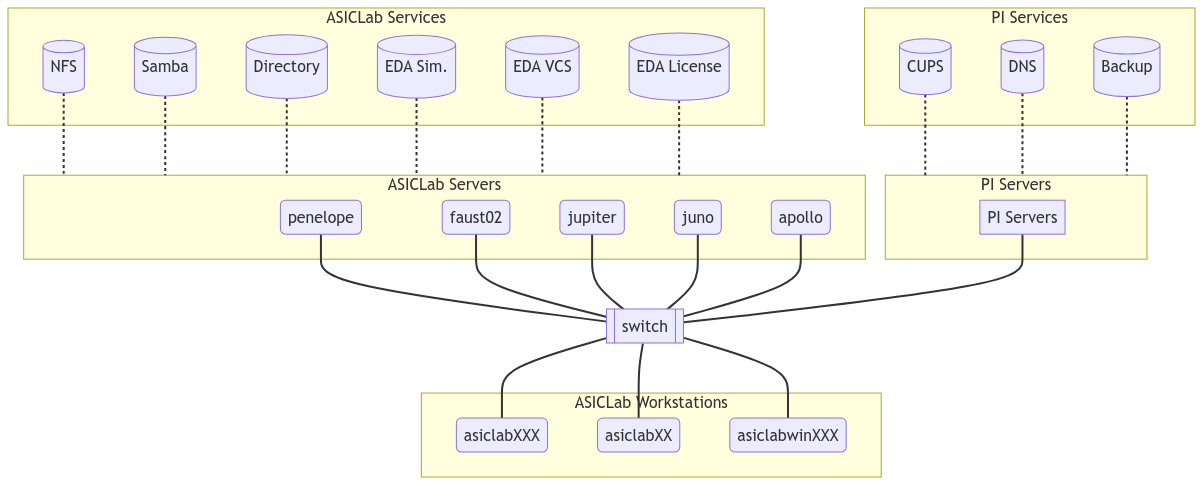 ASICLab Services
PI Services
NFS
Samba
Directory
EDA Sim.
EDA VCS
EDA License
CUPS
DNS
Backup
ASICLab Servers
PI Servers
penelope
faust02
jupiter
juno
apollo
PI Servers
switch
ASICLab Workstations
asiclabXXX
asiclabXX
asiclabwinXXX